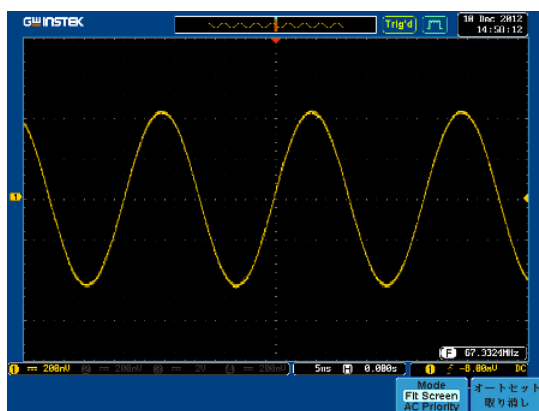 GWINSTEK
Trig'd
10 Dec 2012
14:50:12
1
F 67.3324MHz
1 200mV 2 200mV 3 2V 4 200mV 5ns H 0.000s 1 -8.00mV DC
Mode
Fit Screen
AC Priority
オートセット
取り消し